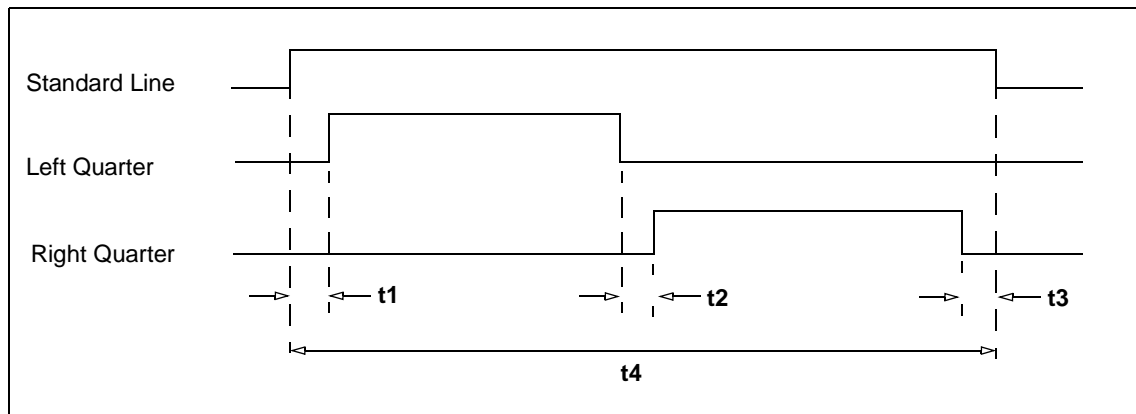 Standard Line
Left Quarter
Right Quarter
t1
t2
t3
t4